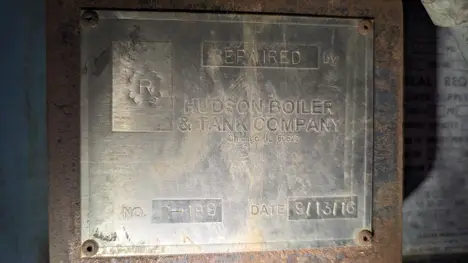 REPAIRED by
R
HUDSON BOILER
& TANK COMPANY
NO.
DATE 9/13/16